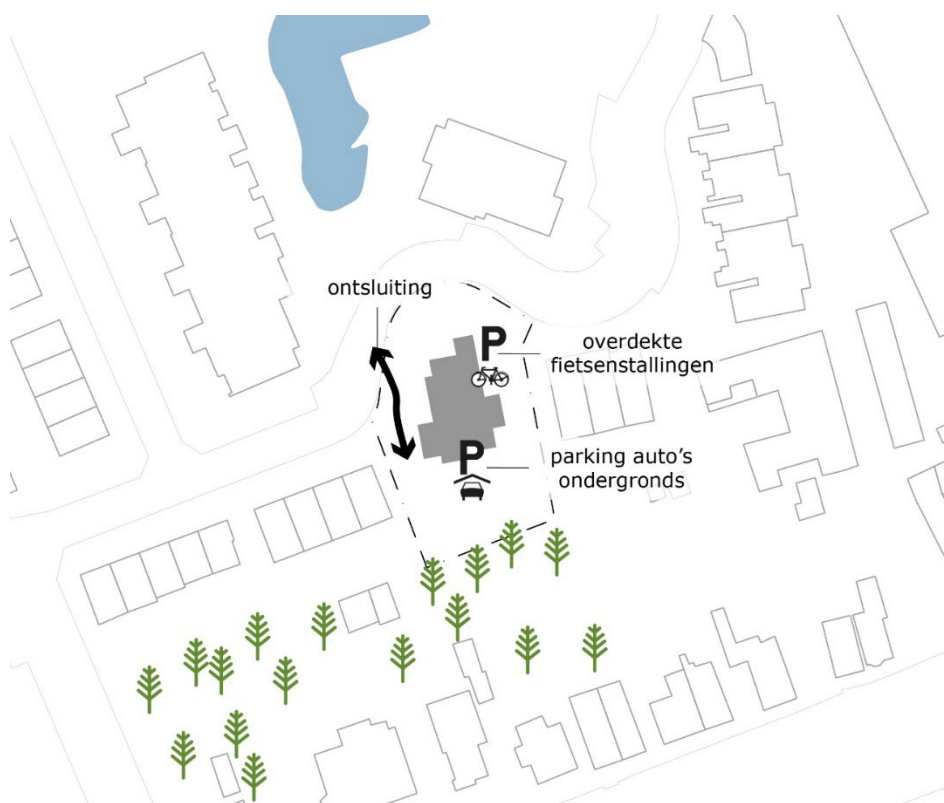 ontsluiting
P
overdekte
fietsenstallingen
P
parking auto's
ondergronds